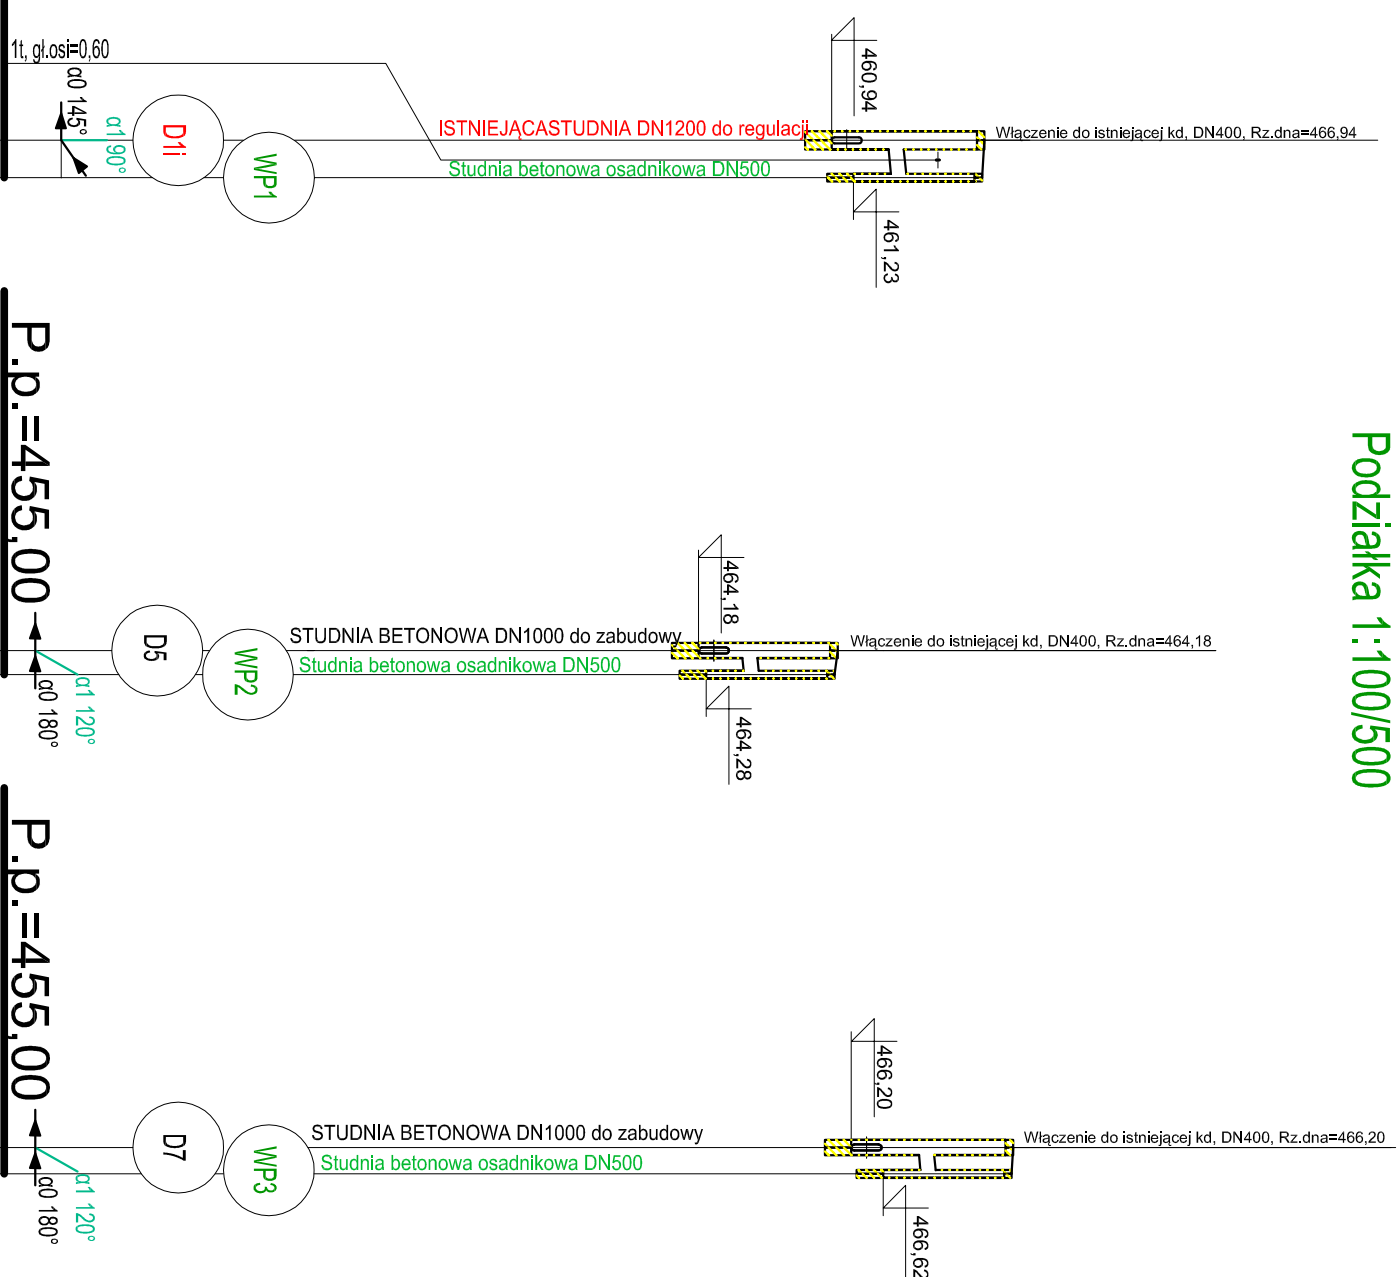 1t, gł.osi=0,60
α0 145°
α1 90°
D1i
WP1
ISTNIEJĄCASTUDNIA DN1200 do regulacji
Studnia betonowa osadnikowa DN500
460,94
461,23
Włączenie do istniejącej kd, DN400, Rz.dna=466,94
Podziałka 1:100/500
P.p.=455,00
α0 180°
α1 120°
D5
WP2
STUDNIA BETONOWA DN1000 do zabudowy
Studnia betonowa osadnikowa DN500
464,18
464,28
Włączenie do istniejącej kd, DN400, Rz.dna=464,18
P.p.=455,00
α0 180°
α1 120°
D7
WP3
STUDNIA BETONOWA DN1000 do zabudowy
Studnia betonowa osadnikowa DN500
466,20
466,62
Włączenie do istniejącej kd, DN400, Rz.dna=466,20